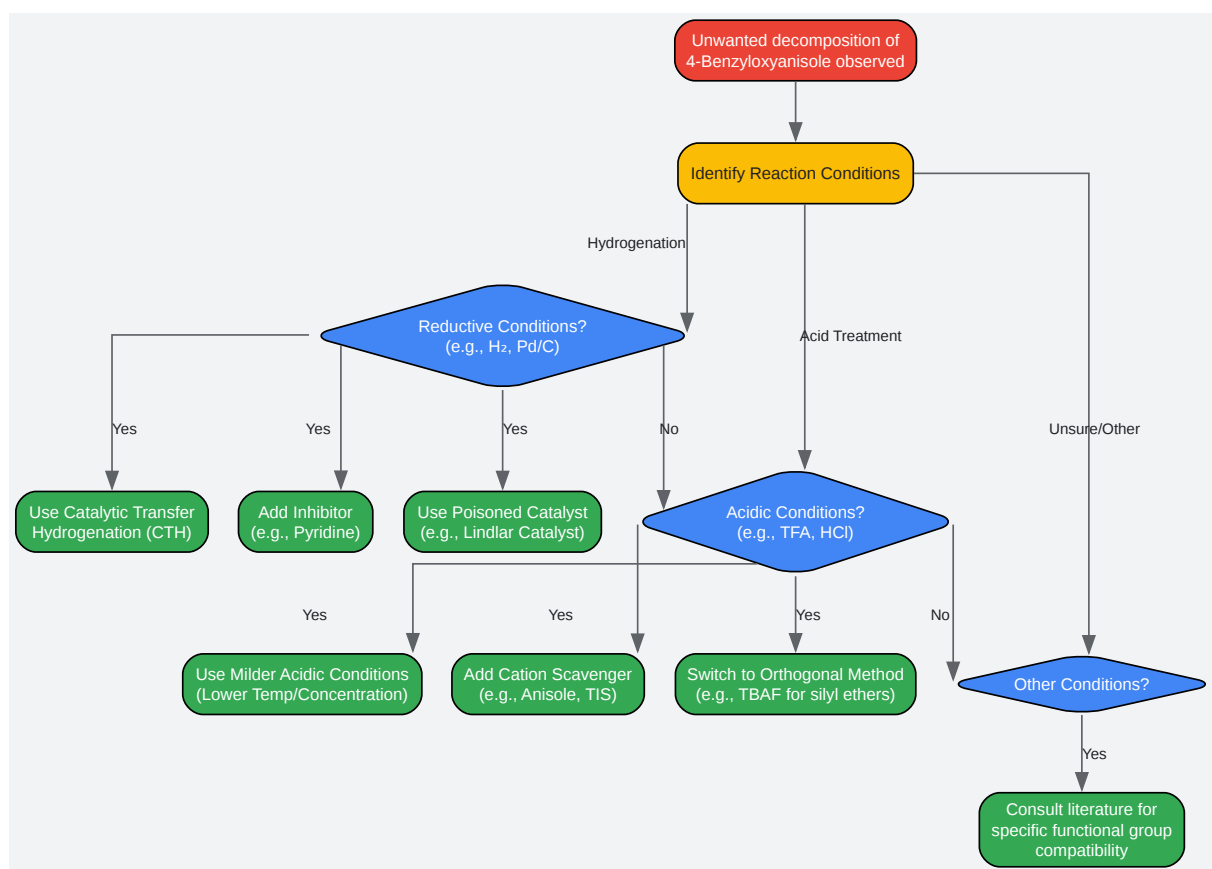 Unwanted decomposition of
4-Benzyloxyanisole observed
Identify Reaction Conditions
Hydrogenation
Reductive Conditions?
(e.g., H₂, Pd/C)
Acid Treatment
Yes
Yes
Yes
No
Unsure/Other
Use Catalytic Transfer
Hydrogenation (CTH)
Add Inhibitor
(e.g., Pyridine)
Use Poisoned Catalyst
(e.g., Lindlar Catalyst)
Acidic Conditions?
(e.g., TFA, HCl)
Yes
Yes
Yes
No
Use Milder Acidic Conditions
(Lower Temp/Concentration)
Add Cation Scavenger
(e.g., Anisole, TIS)
Switch to Orthogonal Method
(e.g., TBAF for silyl ethers)
Other Conditions?
Yes
Consult literature for
specific functional group
compatibility